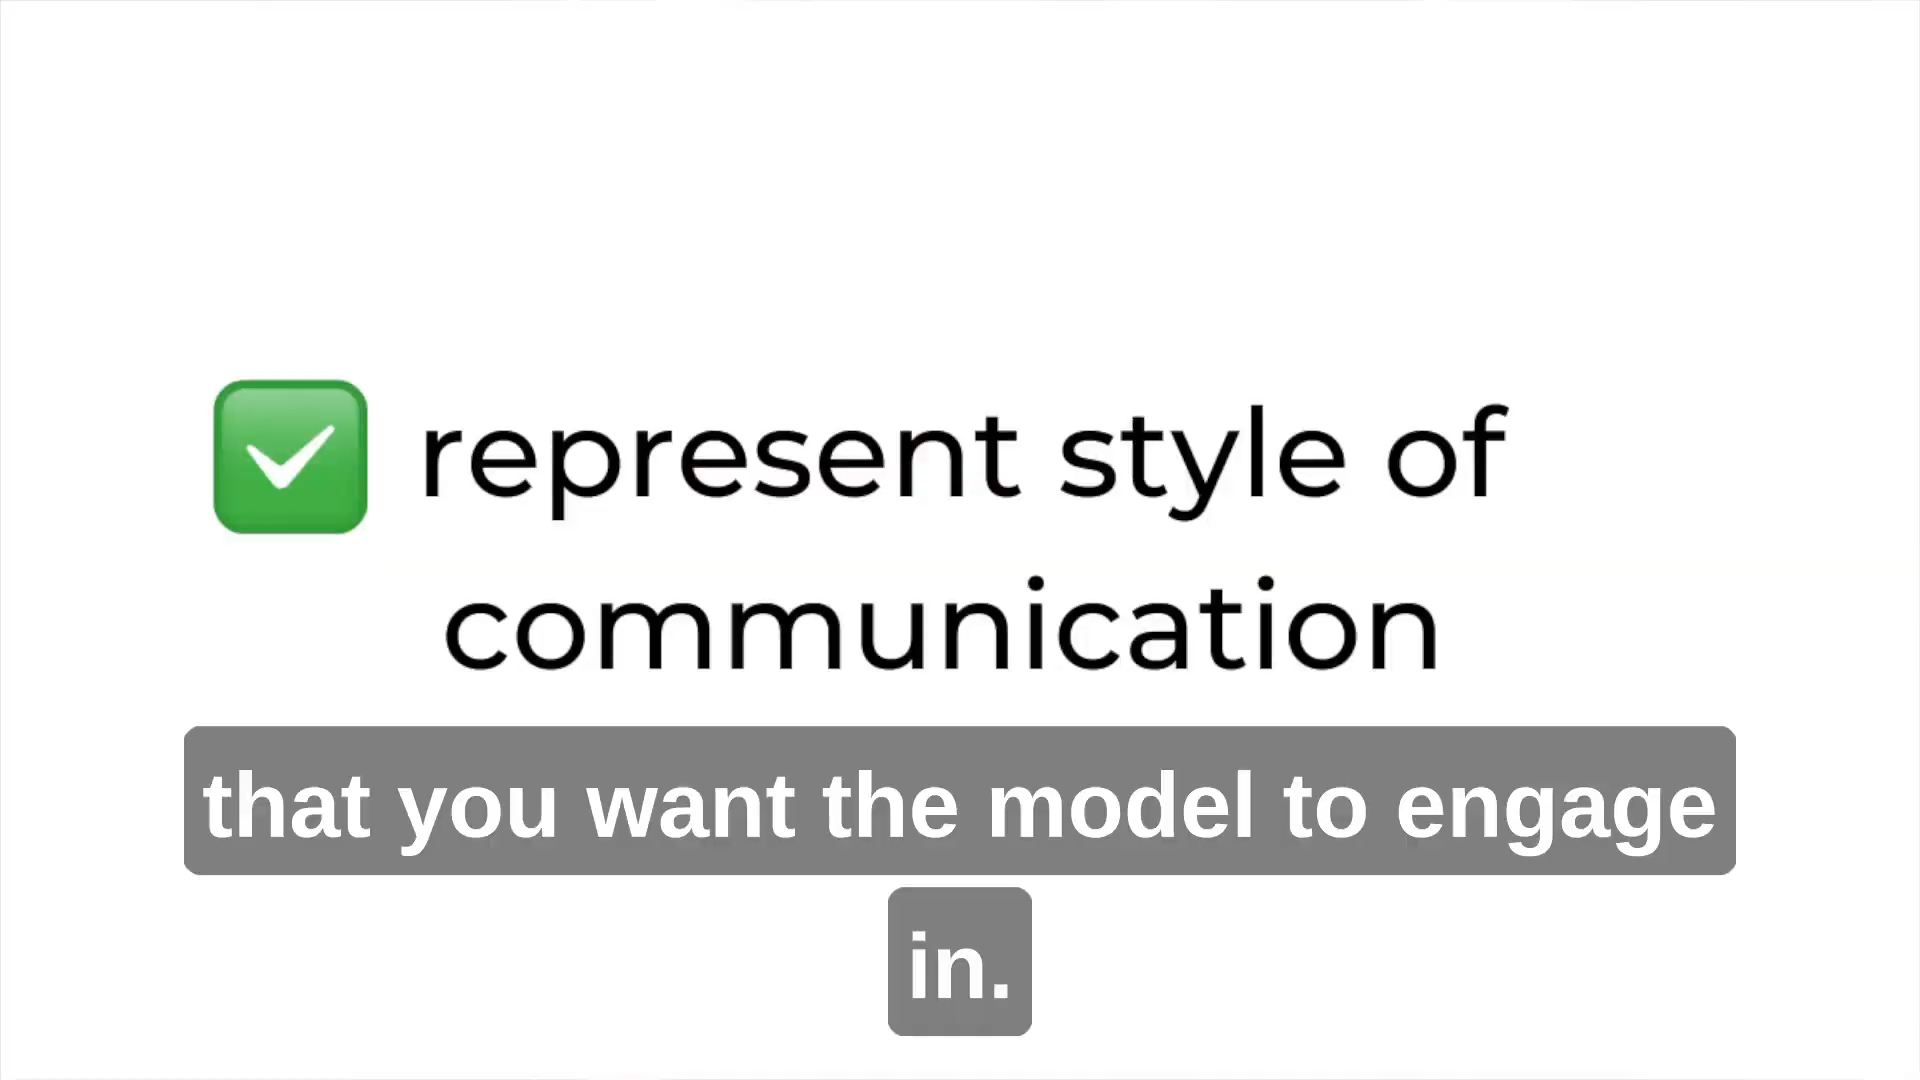 represent style of
communication
that you want the model to engage
in.